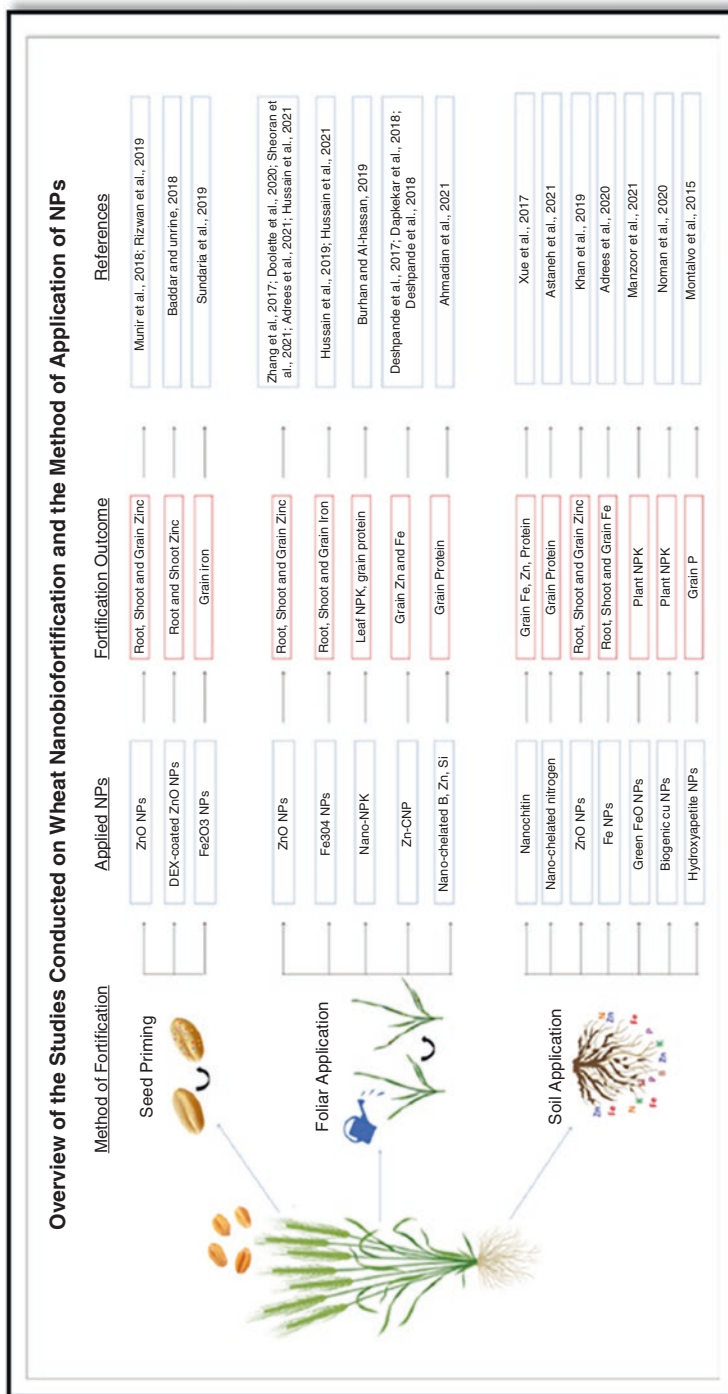 Overview of the Studies Conducted on Wheat Nanobiofortification and the Method of Application of NPs
Method of Fortification
Applied NPs
Fortification Outcome
References
Seed Priming
ZnO NPs
Root, Shoot and Grain Zinc
Munir et al., 2018; Rizwan et al., 2019
DEX-coated ZnO NPs
Root and Shoot Zinc
Baddar and unrine, 2018
Fe2O3 NPs
Grain iron
Sundaria et al., 2019
Foliar Application
ZnO NPs
Root, Shoot and Grain Zinc
Zhang et al., 2017; Doolette et al., 2020; Sheoran et
al., 2021; Adrees et al., 2021; Hussain et al., 2021
Fe304 NPs
Root, Shoot and Grain Iron
Hussain et al., 2019; Hussain et al., 2021
Nano-NPK
Leaf NPK, grain protein
Burhan and Al-hassan, 2019
Zn-CNP
Grain Zn and Fe
Deshpande et al., 2017; Dapkekar et al., 2018;
Deshpande et al., 2018
Nano-chelated B, Zn, Si
Grain Protein
Ahmadian et al., 2021
Soil Application
Nanochitin
Grain Fe, Zn, Protein
Xue et al., 2017
Nano-chelated nitrogen
Grain Protein
Astaneh et al., 2021
ZnO NPs
Root, Shoot and Grain Zinc
Khan et al., 2019
Fe NPs
Root, Shoot and Grain Fe
Adrees et al., 2020
Green FeO NPs
Plant NPK
Manzoor et al., 2021
Biogenic cu NPs
Plant NPK
Noman et al., 2020
Hydroxyapetite NPs
Grain P
Montalvo et al., 2015
Zn
Fe
N
K
Fe
P
Zn
K
P
Fe
Zn
N